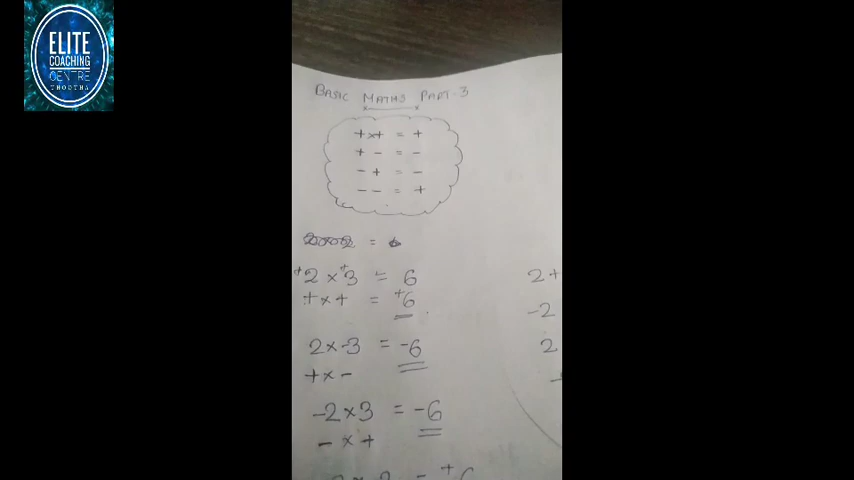 ELITE
COACHING
CENTRE
THOOTHA
BASIC MATHS PART-3
+ x + = +
+ - = -
- + = -
- - = +
=
+2 x +3 = 6
+ x + = +6
2 x -3 = -6
+ x -
-2 x 3 = -6
- x +
2 +
-2
2